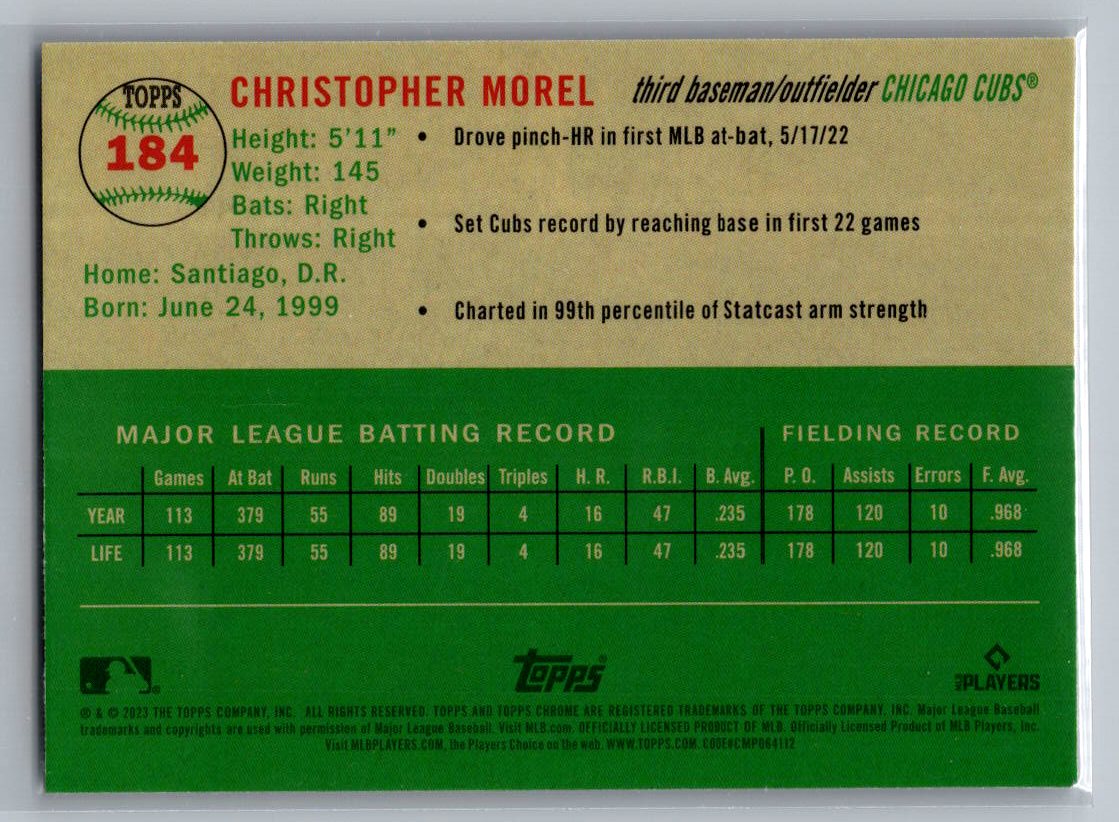 TOPPS
184
CHRISTOPHER MOREL third baseman/outfielder CHICAGO CUBS®
Height: 5'11"
Weight: 145
Bats: Right
Throws: Right
Home: Santiago, D.R.
Born: June 24, 1999
• Drove pinch-HR in first MLB at-bat, 5/17/22
• Set Cubs record by reaching base in first 22 games
• Charted in 99th percentile of Statcast arm strength
MAJOR LEAGUE BATTING RECORD FIELDING RECORD
Games At Bat Runs Hits Doubles Triples H. R. R.B.I. B. Avg. P. O. Assists Errors F. Avg.
YEAR 113 379 55 89 19 4 16 47 .235 178 120 10 .968
LIFE 113 379 55 89 19 4 16 47 .235 178 120 10 .968
Topps®
MLB PLAYERS
® & © 2023 THE TOPPS COMPANY, INC. ALL RIGHTS RESERVED. TOPPS AND TOPPS CHROME ARE REGISTERED TRADEMARKS OF THE TOPPS COMPANY, INC. Major League Baseball
trademarks and copyrights are used with permission of Major League Baseball. Visit MLB.com. OFFICIALLY LICENSED PRODUCT OF MLB. Officially Licensed Product of MLB Players, Inc.
Visit MLBPLAYERS.COM, the Players Choice on the web. WWW.TOPPS.COM. CODE#CMP064112